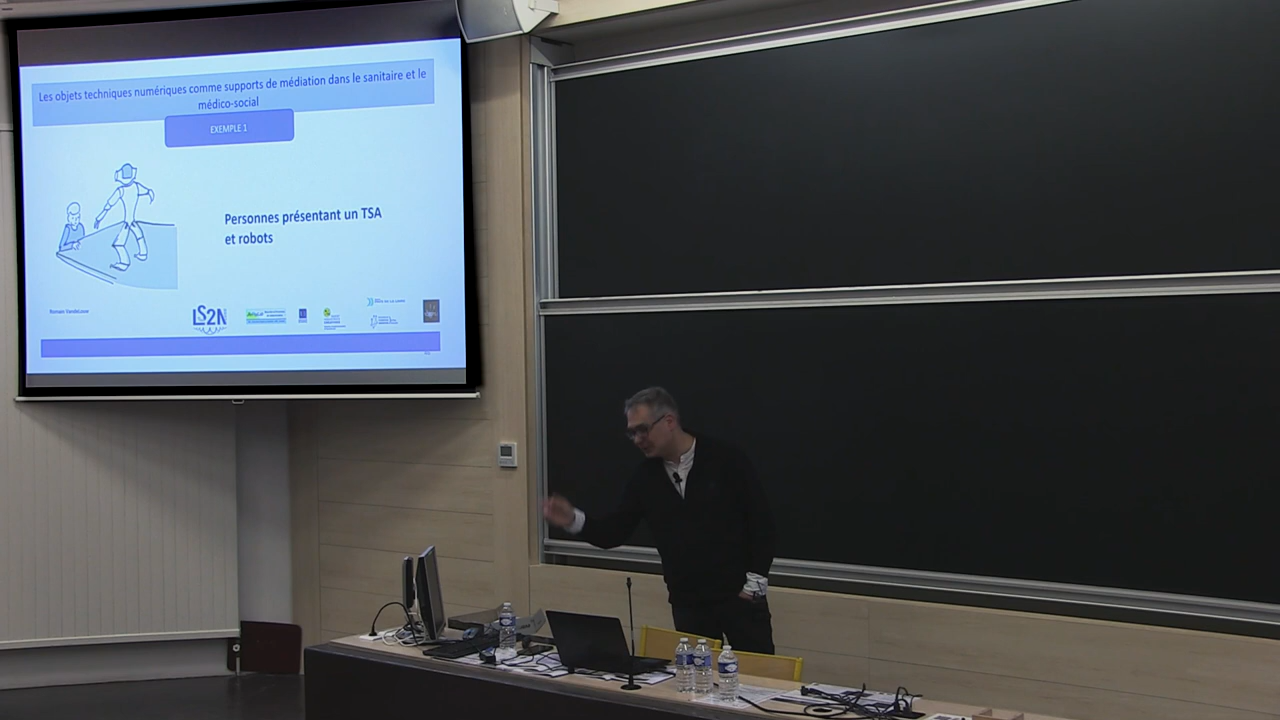 Les objets techniques numériques comme supports de médiation dans le sanitaire et le
médico-social
EXEMPLE 1
Personnes présentant un TSA
et robots
LS2N